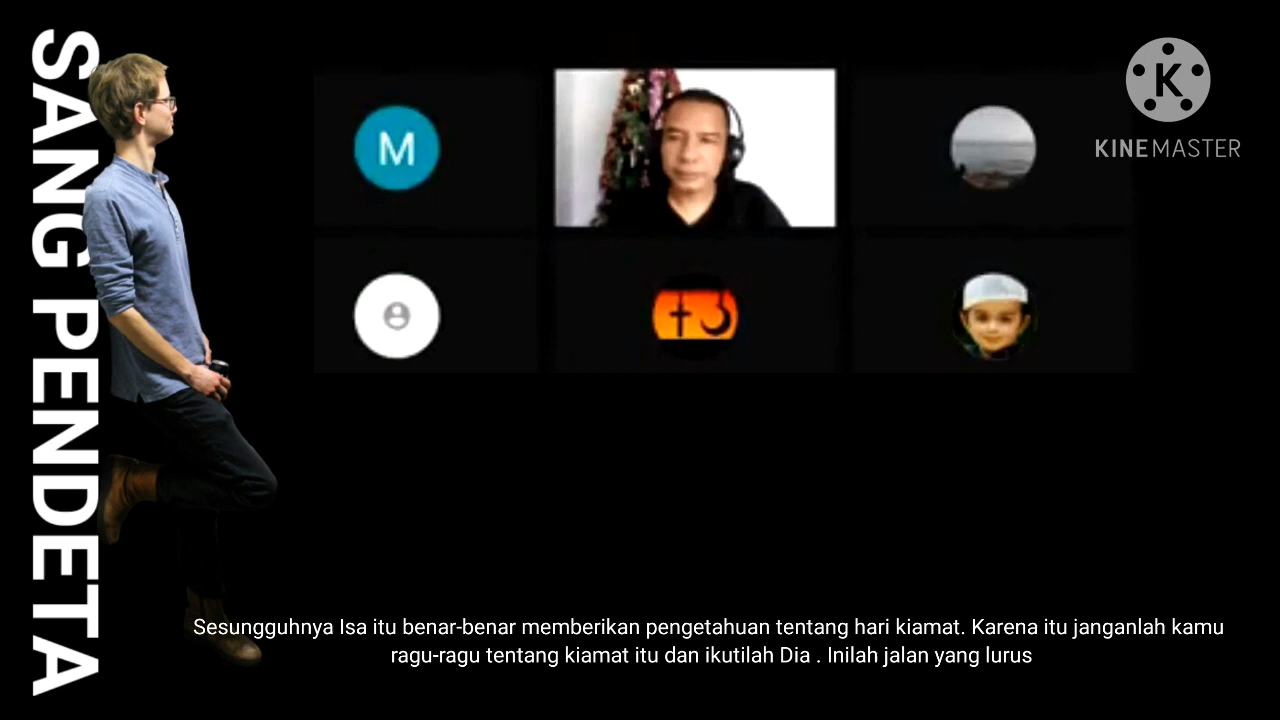 SANG PENDETA
M
K
KINEMASTER
Sesungguhnya Isa itu benar-benar memberikan pengetahuan tentang hari kiamat. Karena itu janganlah kamu
ragu-ragu tentang kiamat itu dan ikutilah Dia . Inilah jalan yang lurus